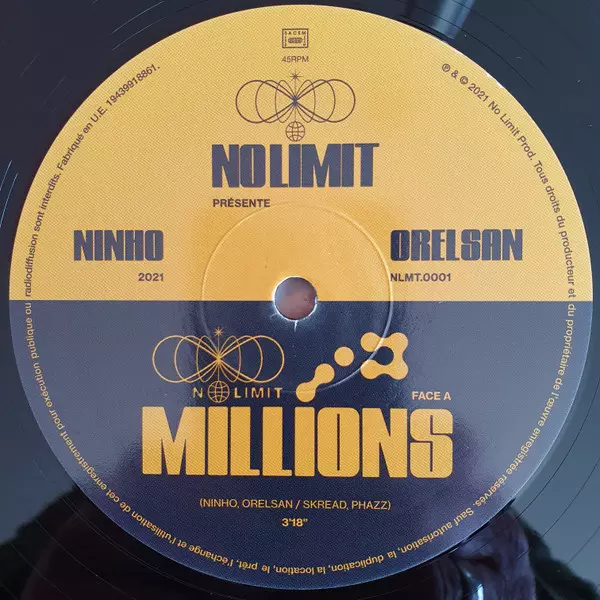 SACEM
45RPM
NO LIMIT
PRÉSENTE
NINHO
2021
ORELSAN
NLMT.0001
NO LIMIT
FACE A
MILLIONS
(NINHO, ORELSAN / SKREAD, PHAZZ)
3'18"
℗ & © 2021 No Limit Prod. Tous droits du producteur et du propriétaire de l'œuvre enregistrée réservés. Sauf autorisation, la duplication, la location, le prêt, l'échange et l'utilisation de cet enregistrement pour exécution publique ou radiodiffusion sont interdits. Fabriqué en U.E. 19439918861.